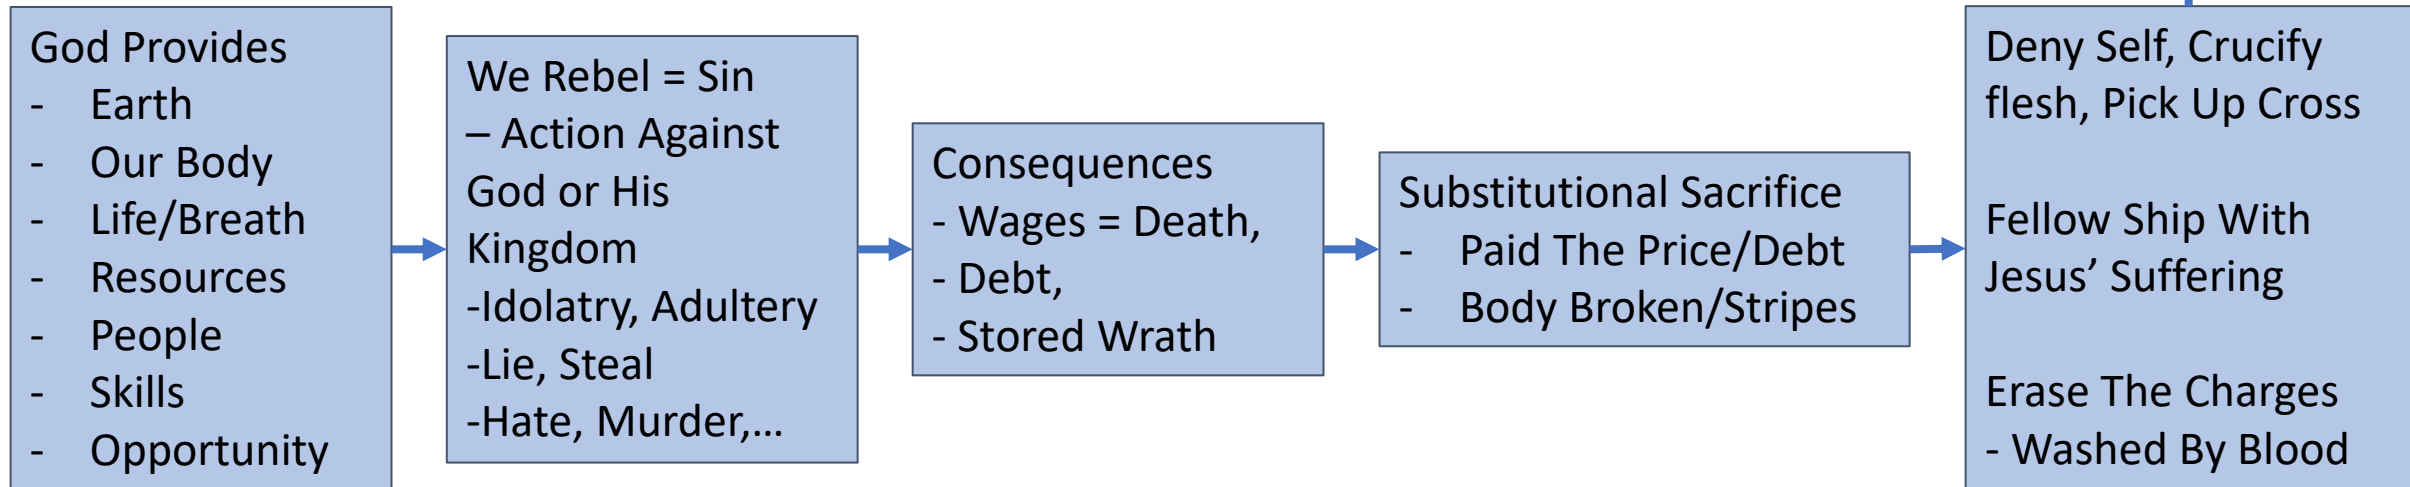 God Provides
- Earth
- Our Body
- Life/Breath
- Resources
- People
- Skills
- Opportunity
We Rebel = Sin
– Action Against
God or His
Kingdom
-Idolatry, Adultery
-Lie, Steal
-Hate, Murder,...
Consequences
- Wages = Death,
- Debt,
- Stored Wrath
Substitutional Sacrifice
- Paid The Price/Debt
- Body Broken/Stripes
Deny Self, Crucify
flesh, Pick Up Cross
Fellow Ship With
Jesus’ Suffering
Erase The Charges
- Washed By Blood